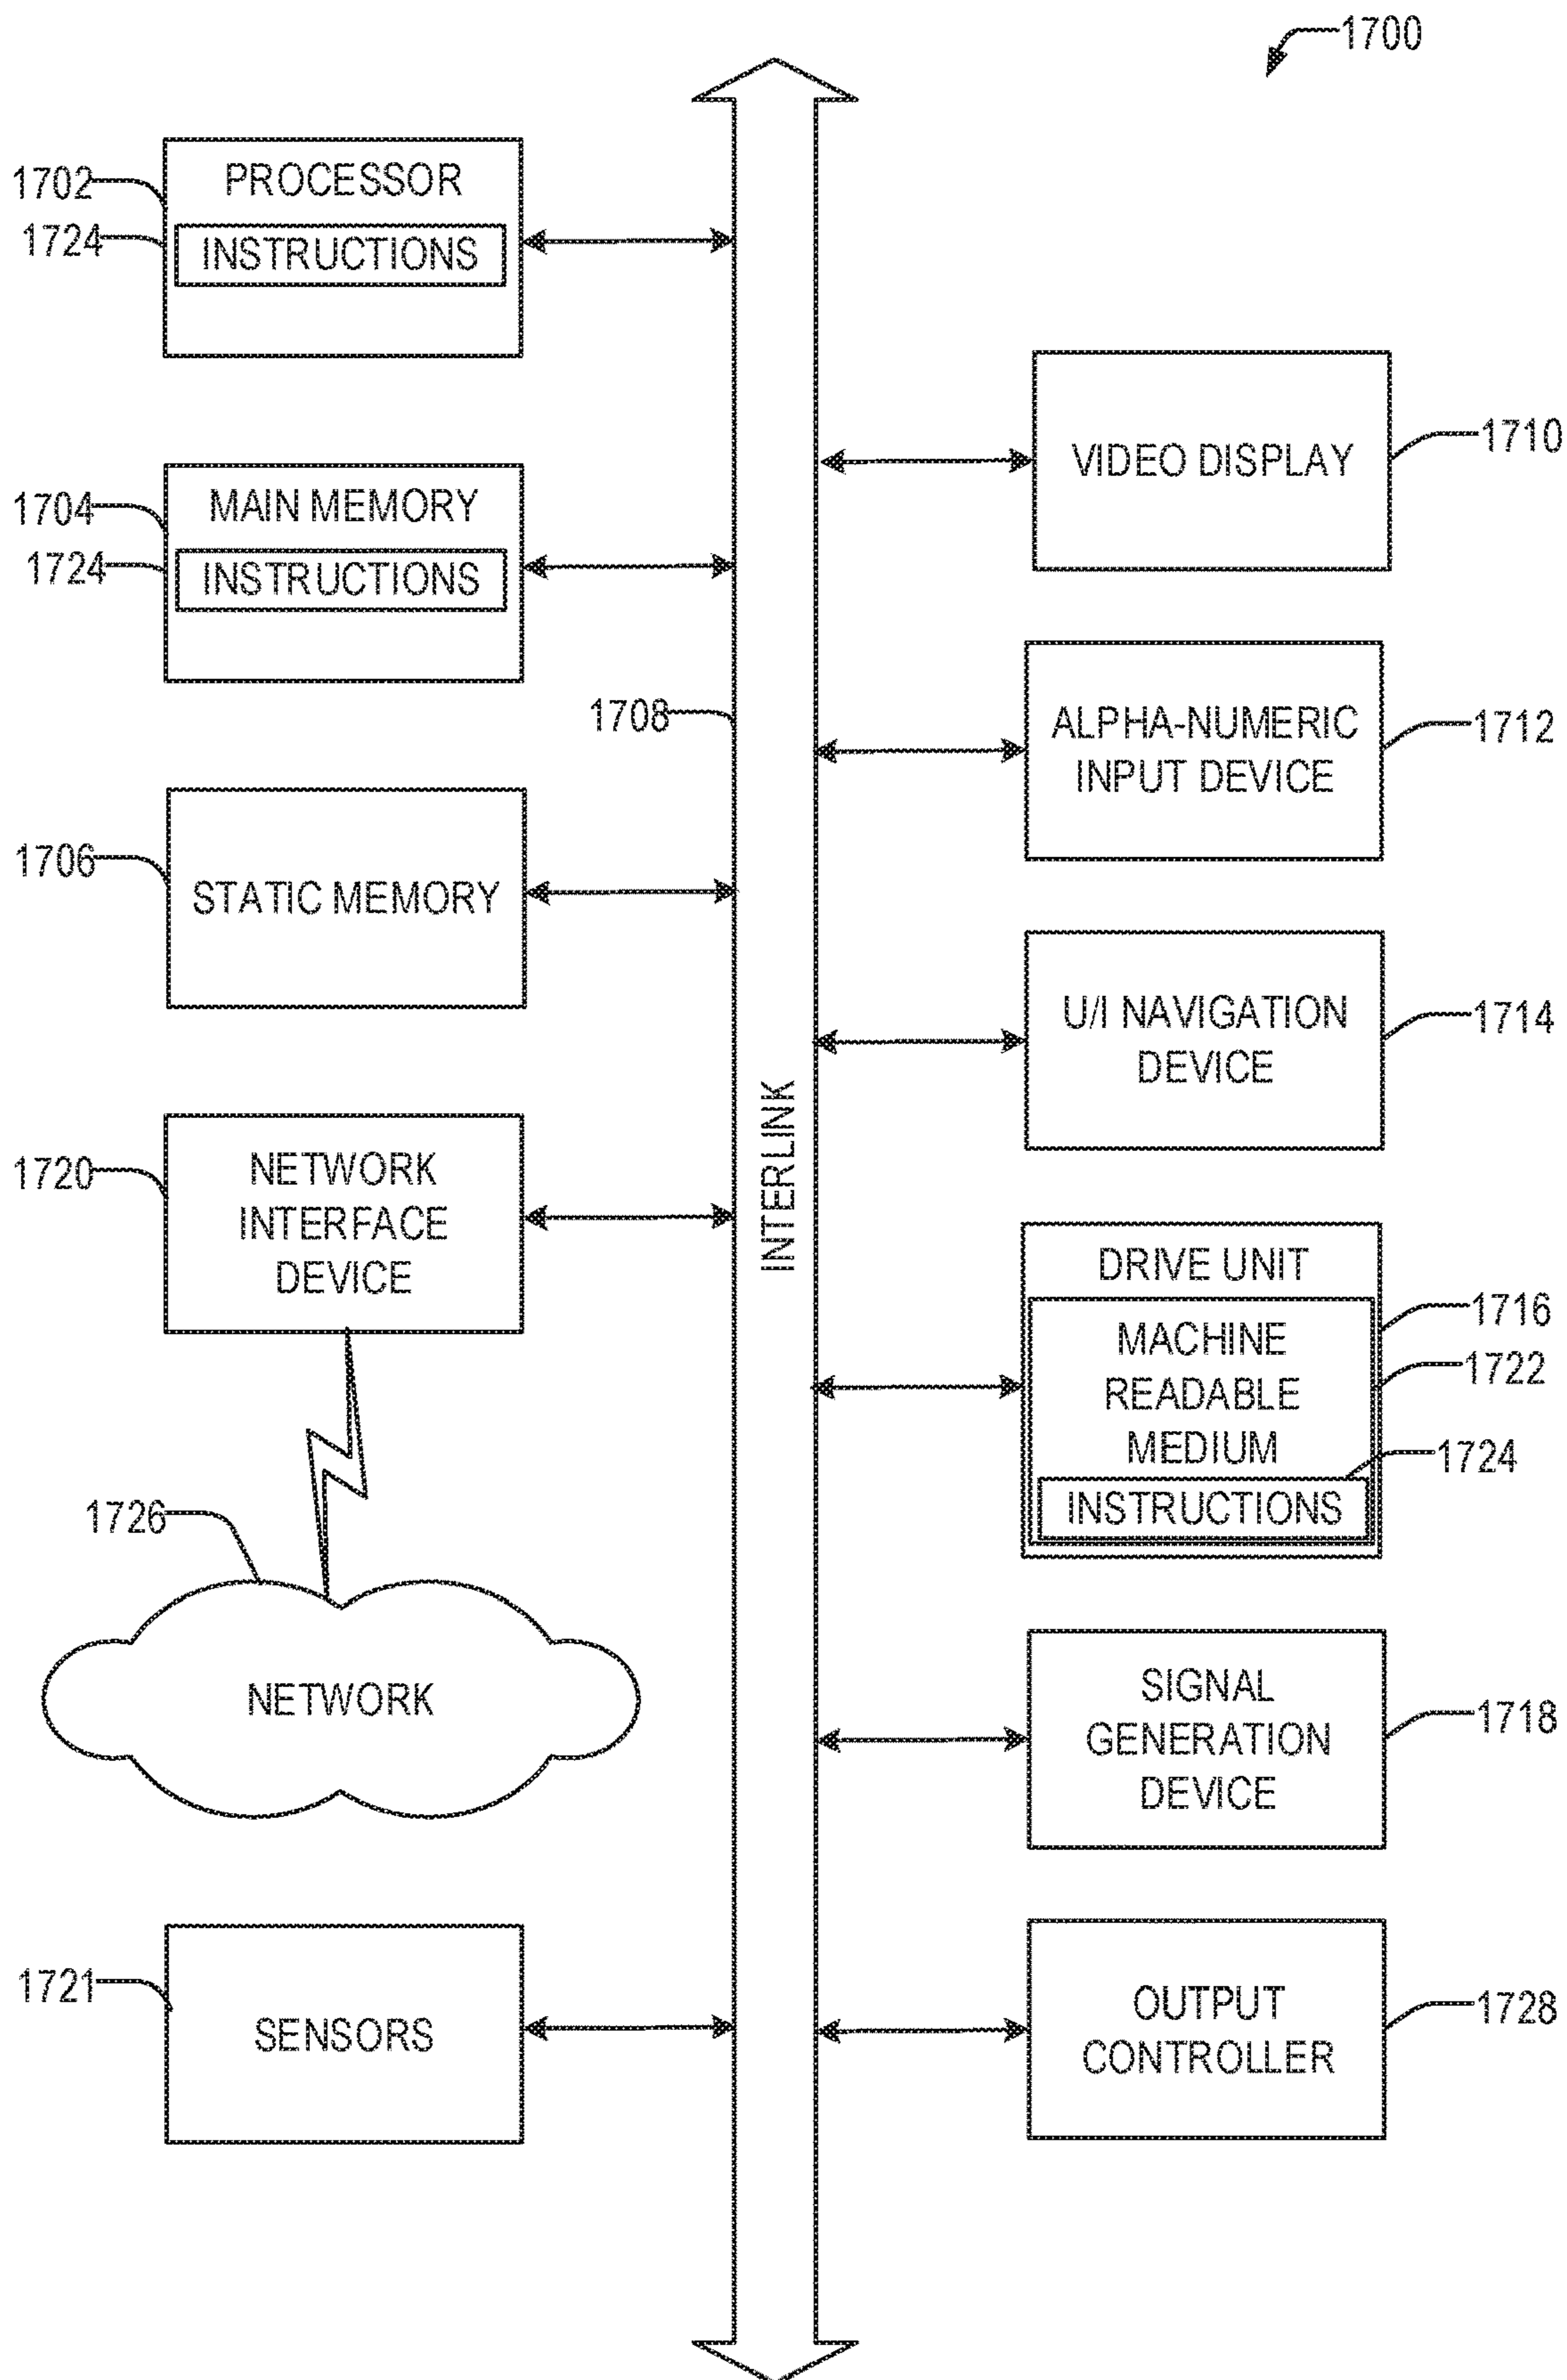 1700
1702
PROCESSOR
1724
INSTRUCTIONS
1704
MAIN MEMORY
1724
INSTRUCTIONS
1708
1706
STATIC MEMORY
1720
NETWORK
INTERFACE
DEVICE
1726
NETWORK
1721
SENSORS
INTERLINK
VIDEO DISPLAY
1710
ALPHA-NUMERIC
INPUT DEVICE
1712
U/I NAVIGATION
DEVICE
1714
DRIVE UNIT
1716
MACHINE
READABLE
MEDIUM
1722
1724
INSTRUCTIONS
SIGNAL
GENERATION
DEVICE
1718
OUTPUT
CONTROLLER
1728